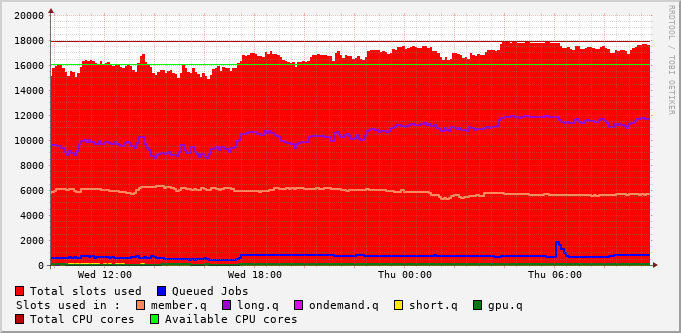 RRDTOOL / TOBI OETIKER
20000
18000
16000
14000
12000
10000
8000
6000
4000
2000
0
Wed 12:00 Wed 18:00 Thu 00:00 Thu 06:00
Total slots used Queued Jobs
Slots used in : member.q long.q ondemand.q short.q gpu.q
Total CPU cores Available CPU cores